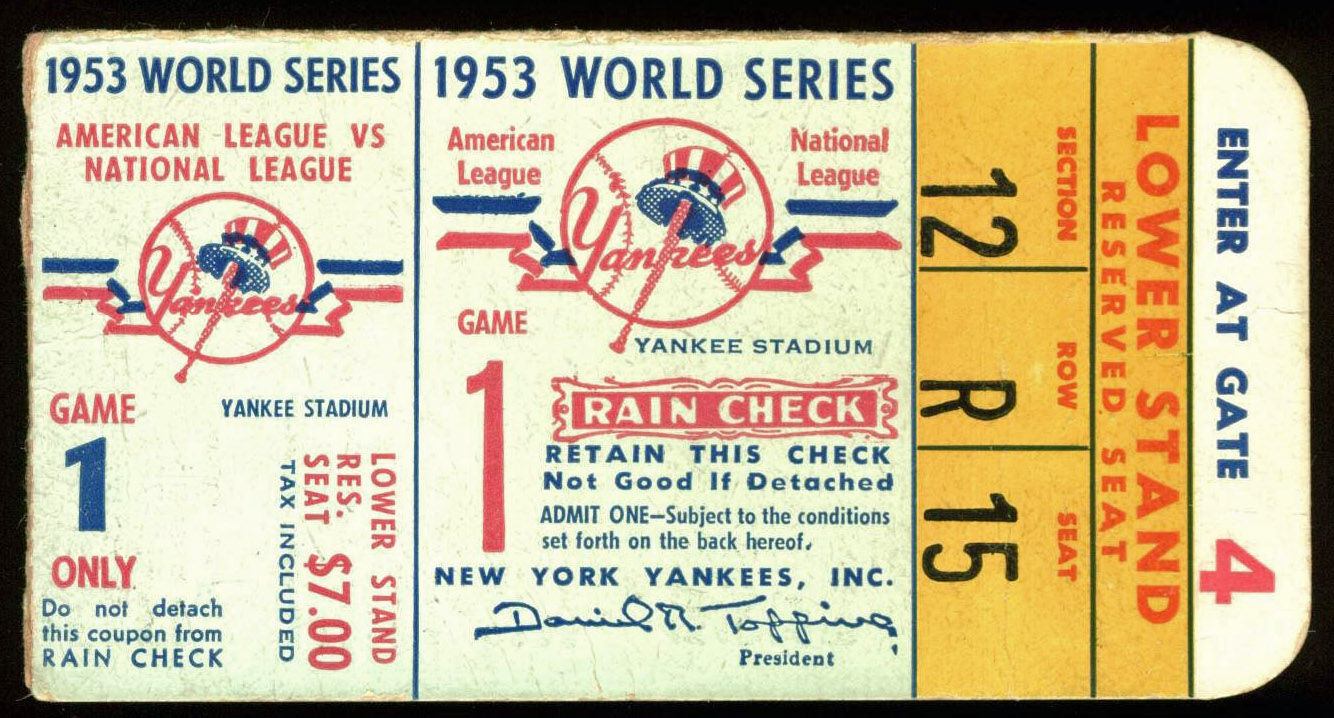 1953 WORLD SERIES
AMERICAN LEAGUE VS
NATIONAL LEAGUE
Yankees
GAME
1
ONLY
YANKEE STADIUM
Do not detach
this coupon from
RAIN CHECK
LOWER STAND
RES.
SEAT $7.00
TAX INCLUDED
1953 WORLD SERIES
American
League
National
League
Yankees
GAME
1
YANKEE STADIUM
RAIN CHECK
RETAIN THIS CHECK
Not Good If Detached
ADMIT ONE—Subject to the conditions
set forth on the back hereof.
NEW YORK YANKEES, INC.
Daniel R. Topping
President
SECTION
12
ROW
R
SEAT
15
LOWER STAND
RESERVED SEAT
ENTER AT GATE 4